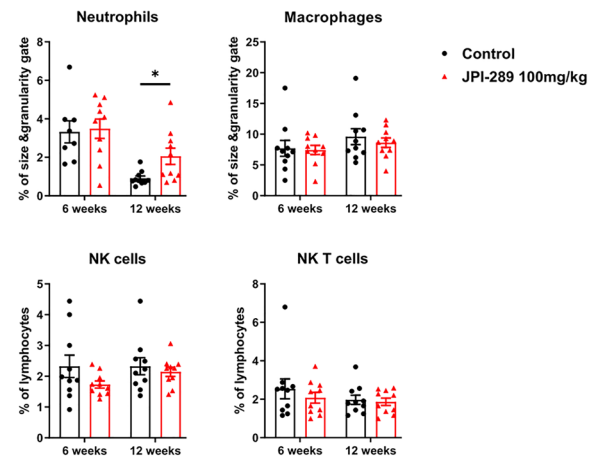 Neutrophils
% of size &granularity gate
8
6
4
2
0
*
6 weeks
12 weeks
Macrophages
% of size &granularity gate
25
20
15
10
5
0
6 weeks
12 weeks
Control
JPI-289 100mg/kg
NK cells
% of lymphocytes
5
4
3
2
1
0
6 weeks
12 weeks
NK T cells
% of lymphocytes
8
6
4
2
0
6 weeks
12 weeks